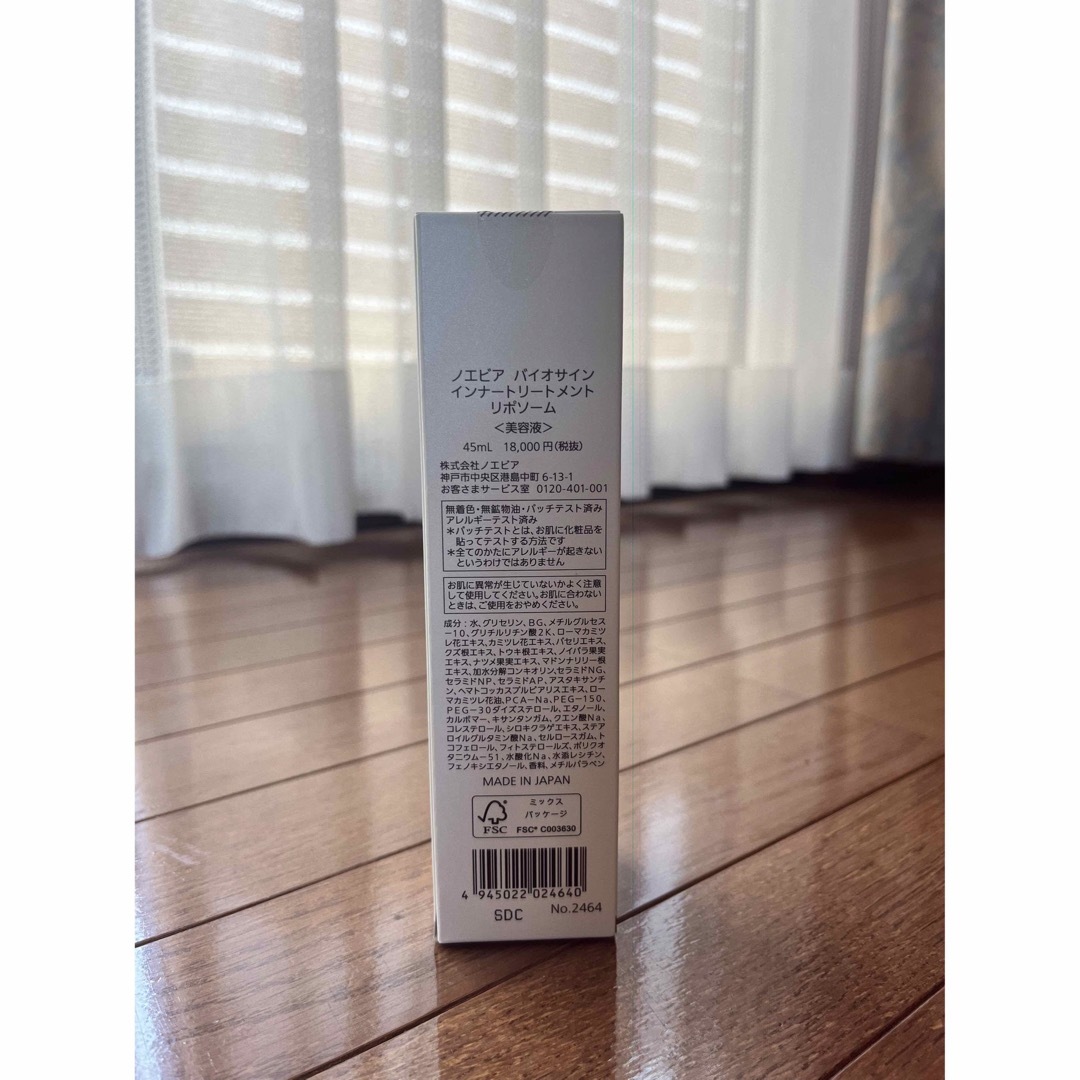 ノエビア バイオサイン
インナートリートメント
リポソーム
＜美容液＞
45mL 18,000円(税抜)
株式会社ノエビア
神戸市中央区港島中町6-13-1
お客さまサービス室 0120-401-001
無着色・無鉱物油・パッチテスト済み
アレルギーテスト済み
＊パッチテストとは、お肌に化粧品を
貼ってテストする方法です
＊全てのかたにアレルギーが起きない
というわけではありません
お肌に異常が生じていないかよく注意
して使用してください。お肌に合わない
ときは、ご使用をおやめください。
成分：水、グリセリン、BG、メチルグルセス
－10、グリチルリチン酸2K、ローマカミツ
レ花エキス、カミツレ花エキス、パセリエキス、
クズ根エキス、トウキ根エキス、ノイバラ果実
エキス、ナツメ果実エキス、マドンナリリー根
エキス、加水分解コンキオリン、セラミドNG、
セラミドNP、セラミドAP、アスタキサンチ
ン、ヘマトコッカスプルビアリスエキス、ロー
マカミツレ花油、PCA－Na、PEG－150、
PEG－30ダイズステロール、エタノール、
カルボマー、キサンタンガム、クエン酸Na、
コレステロール、シロキクラゲエキス、ステア
ロイルグルタミン酸Na、セルロースガム、ト
コフェロール、フィトステロールズ、ポリクオ
タニウム－51、水酸化Na、水添レシチン、
フェノキシエタノール、香料、メチルパラベン
MADE IN JAPAN
ミックス
パッケージ
FSC
FSC® C003630
4 945022 024640
SDC No.2464